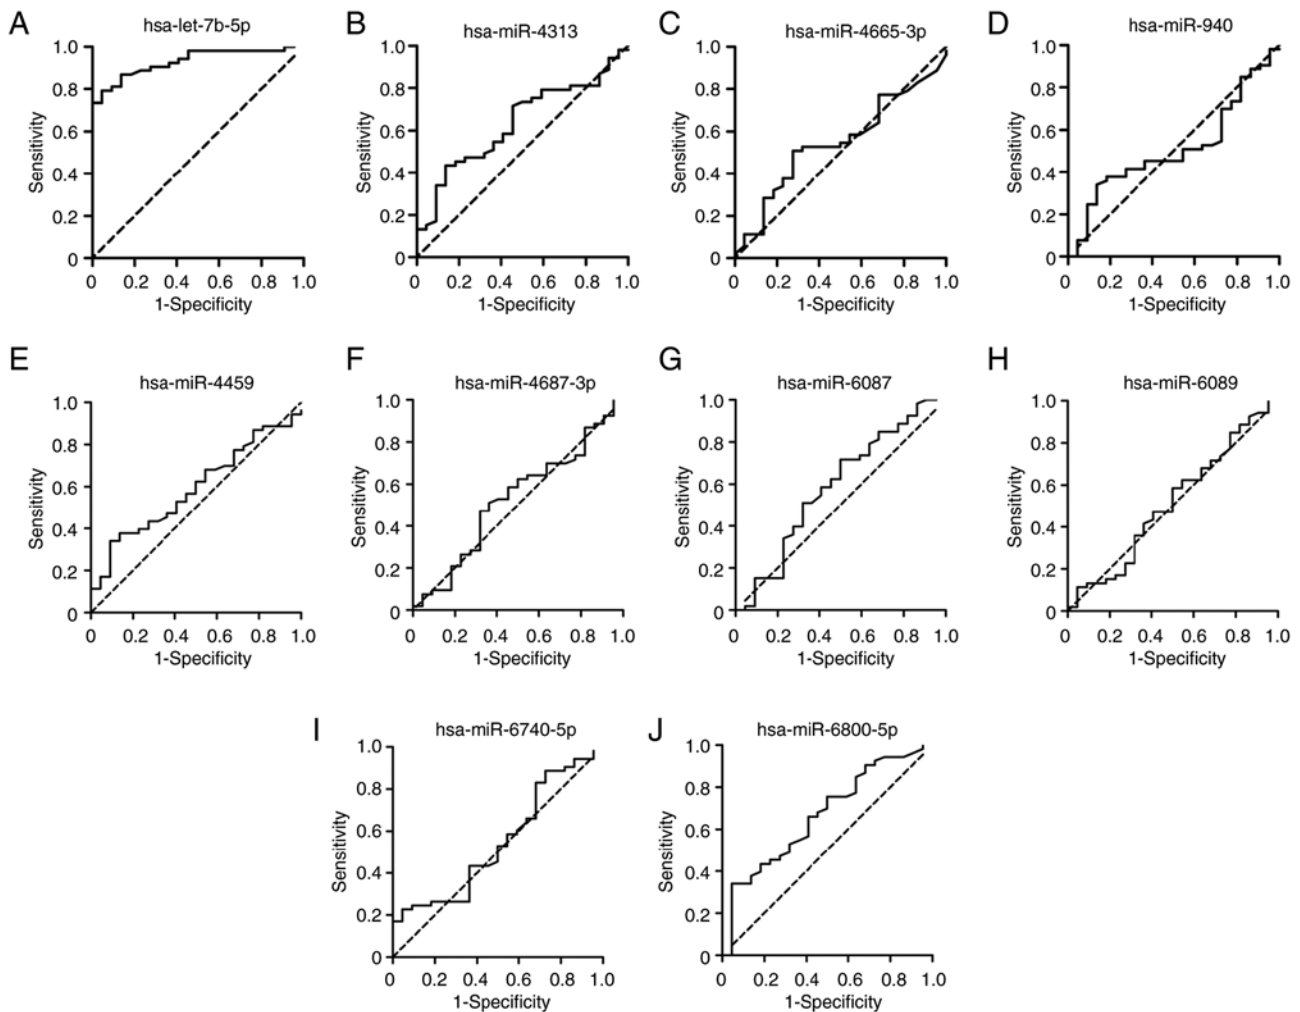 A
hsa-let-7b-5p
1.0
0.8
0.6
0.4
0.2
0
Sensitivity
0 0.2 0.4 0.6 0.8 1.0
1-Specificity
B
hsa-miR-4313
1.0
0.8
0.6
0.4
0.2
0
Sensitivity
0 0.2 0.4 0.6 0.8 1.0
1-Specificity
C
hsa-miR-4665-3p
1.0
0.8
0.6
0.4
0.2
0
Sensitivity
0 0.2 0.4 0.6 0.8 1.0
1-Specificity
D
hsa-miR-940
1.0
0.8
0.6
0.4
0.2
0
Sensitivity
0 0.2 0.4 0.6 0.8 1.0
1-Specificity
E
hsa-miR-4459
1.0
0.8
0.6
0.4
0.2
0
Sensitivity
0 0.2 0.4 0.6 0.8 1.0
1-Specificity
F
hsa-miR-4687-3p
1.0
0.8
0.6
0.4
0.2
0
Sensitivity
0 0.2 0.4 0.6 0.8 1.0
1-Specificity
G
hsa-miR-6087
1.0
0.8
0.6
0.4
0.2
0
Sensitivity
0 0.2 0.4 0.6 0.8 1.0
1-Specificity
H
hsa-miR-6089
1.0
0.8
0.6
0.4
0.2
0
Sensitivity
0 0.2 0.4 0.6 0.8 1.0
1-Specificity
I
hsa-miR-6740-5p
1.0
0.8
0.6
0.4
0.2
0
Sensitivity
0 0.2 0.4 0.6 0.8 1.0
1-Specificity
J
hsa-miR-6800-5p
1.0
0.8
0.6
0.4
0.2
0
Sensitivity
0 0.2 0.4 0.6 0.8 1.0
1-Specificity